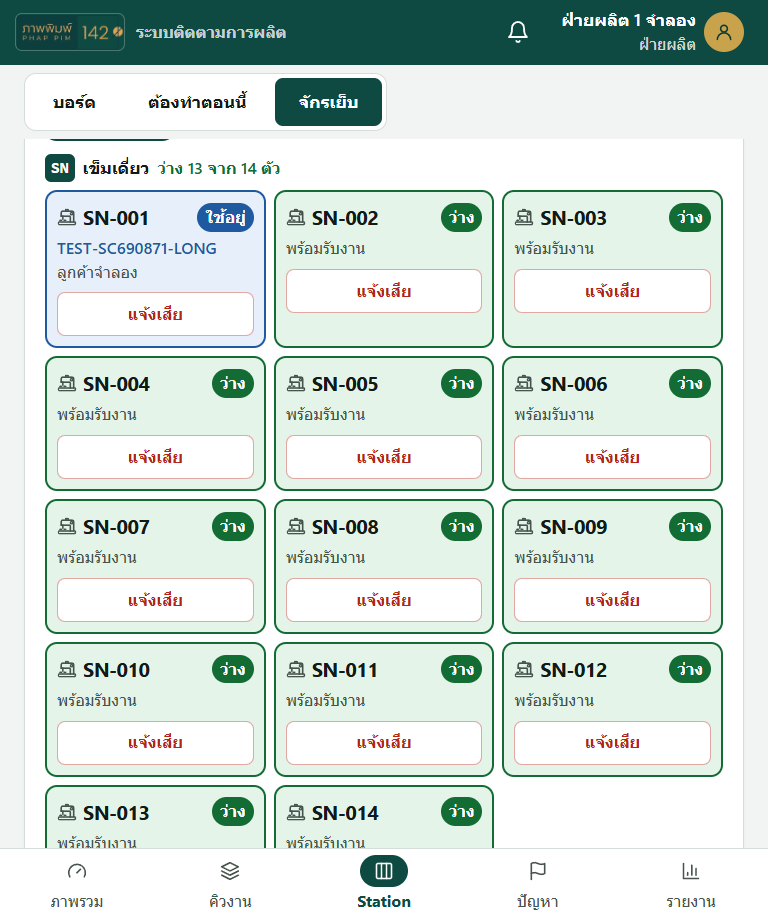 ภาพพิมพ์
PHAP PIM
142
ระบบติดตามการผลิต
ฝ่ายผลิต 1 จำลอง
ฝ่ายผลิต
บอร์ด
ต้องทำตอนนี้
จักรเย็บ
SN เข็มเดี่ยว ว่าง 13 จาก 14 ตัว
SN-001 ใช้อยู่
TEST-SC690871-LONG
ลูกค้าจำลอง
แจ้งเสีย
SN-002 ว่าง
พร้อมรับงาน
แจ้งเสีย
SN-003 ว่าง
พร้อมรับงาน
แจ้งเสีย
SN-004 ว่าง
พร้อมรับงาน
แจ้งเสีย
SN-005 ว่าง
พร้อมรับงาน
แจ้งเสีย
SN-006 ว่าง
พร้อมรับงาน
แจ้งเสีย
SN-007 ว่าง
พร้อมรับงาน
แจ้งเสีย
SN-008 ว่าง
พร้อมรับงาน
แจ้งเสีย
SN-009 ว่าง
พร้อมรับงาน
แจ้งเสีย
SN-010 ว่าง
พร้อมรับงาน
แจ้งเสีย
SN-011 ว่าง
พร้อมรับงาน
แจ้งเสีย
SN-012 ว่าง
พร้อมรับงาน
แจ้งเสีย
SN-013 ว่าง
พร้อมรับงาน
SN-014 ว่าง
พร้อมรับงาน
ภาพรวม
คิวงาน
Station
ปัญหา
รายงาน